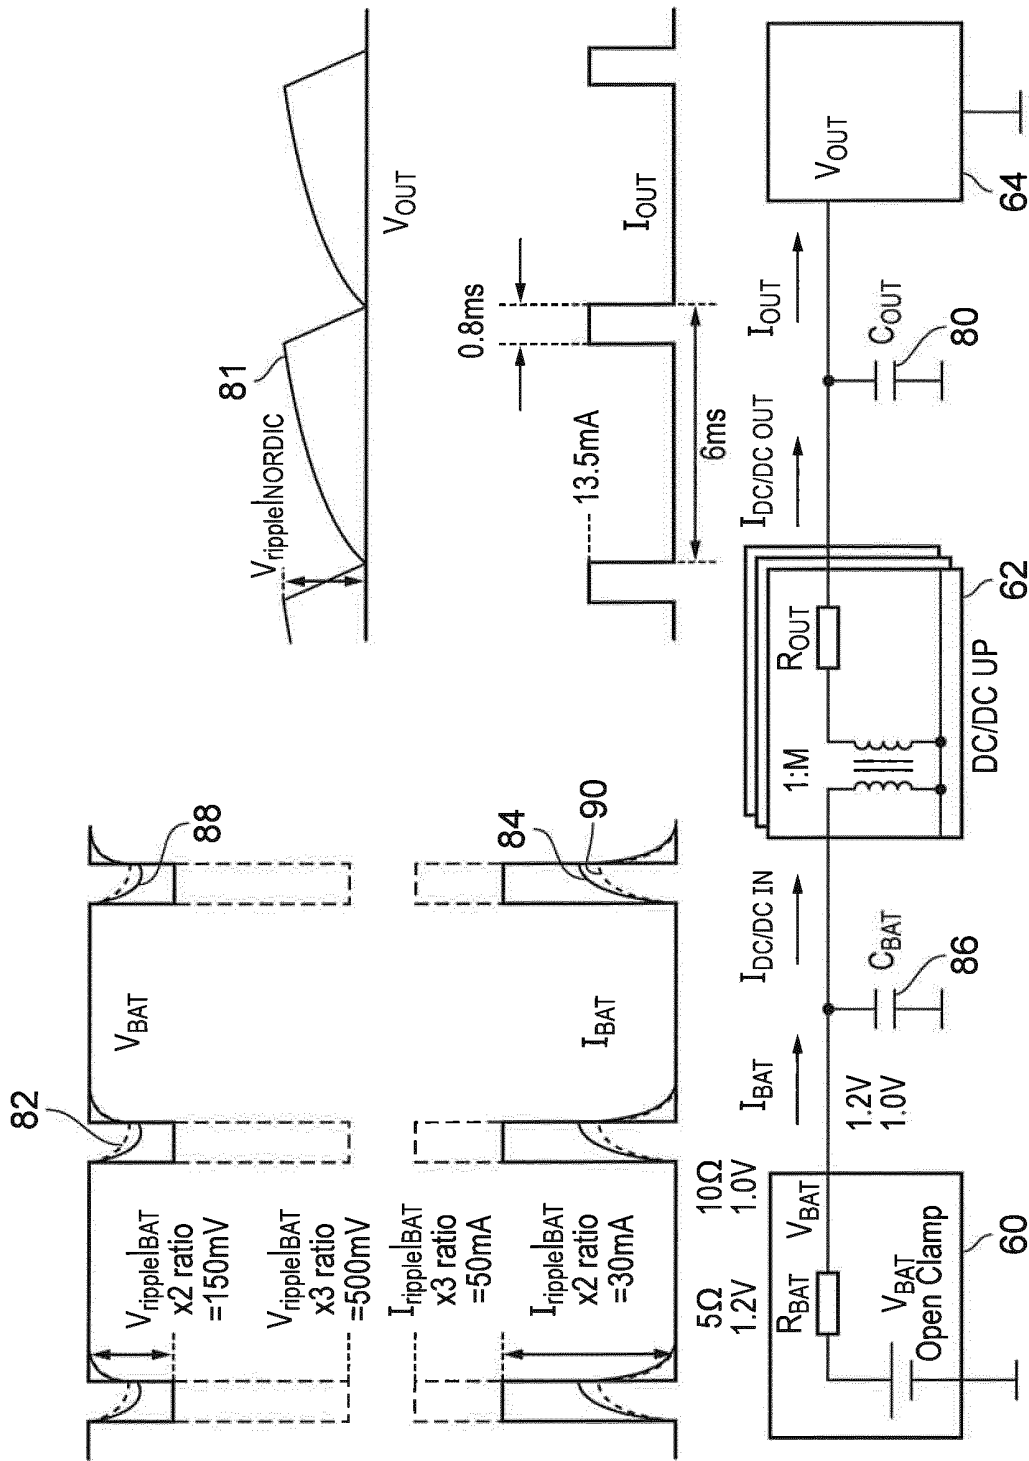 82
V_BAT
88
V_ripple|BAT
x2 ratio
=150mV
V_ripple|BAT
x3 ratio
=500mV
I_ripple|BAT
x3 ratio
=50mA
I_ripple|BAT
x2 ratio
=30mA
I_BAT
84
90
V_ripple|NORDIC
81
V_OUT
13.5mA
0.8ms
6ms
I_OUT
5Ω
1.2V
10Ω
1.0V
R_BAT
V_BAT
V_BAT
Open Clamp
60
I_BAT
1.2V
1.0V
I_DC/DC IN
C_BAT
86
1:M
R_OUT
DC/DC UP
62
I_DC/DC OUT
I_OUT
C_OUT
80
V_OUT
64